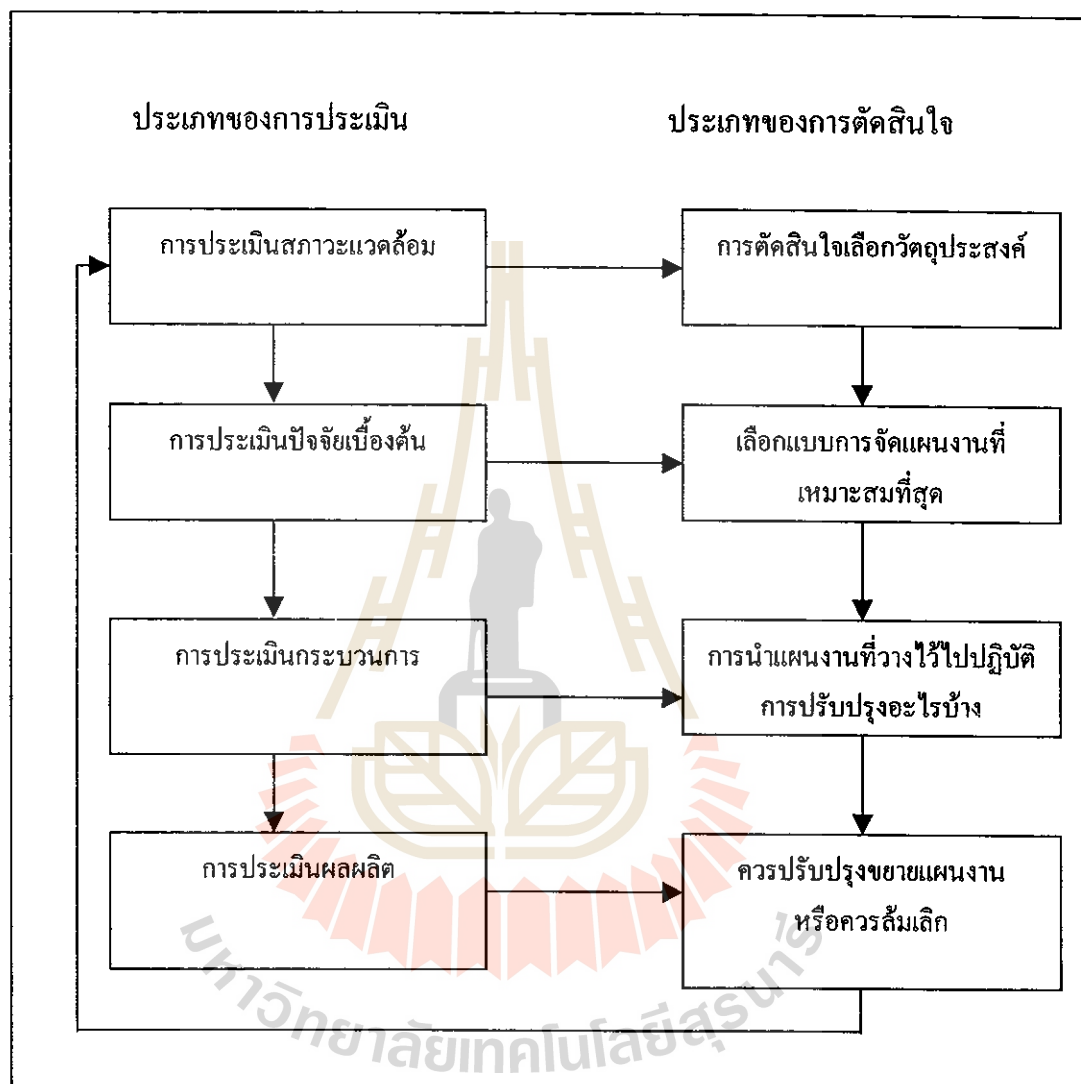 ประเภทของการประเมิน
ประเภทของการตัดสินใจ
การประเมินสภาวะแวดล้อม
การตัดสินใจเลือกวัตถุประสงค์
การประเมินปัจจัยเบื้องต้น
เลือกแบบการจัดแผนงานที่
เหมาะสมที่สุด
การประเมินกระบวนการ
การนำแผนงานที่วางไว้ไปปฏิบัติ
การปรับปรุงอะไรบ้าง
การประเมินผลผลิต
ควรปรับปรุงขยายแผนงาน
หรือควรล้มเลิก
มหาวิทยาลัยเทคโนโลยีสุรนารี